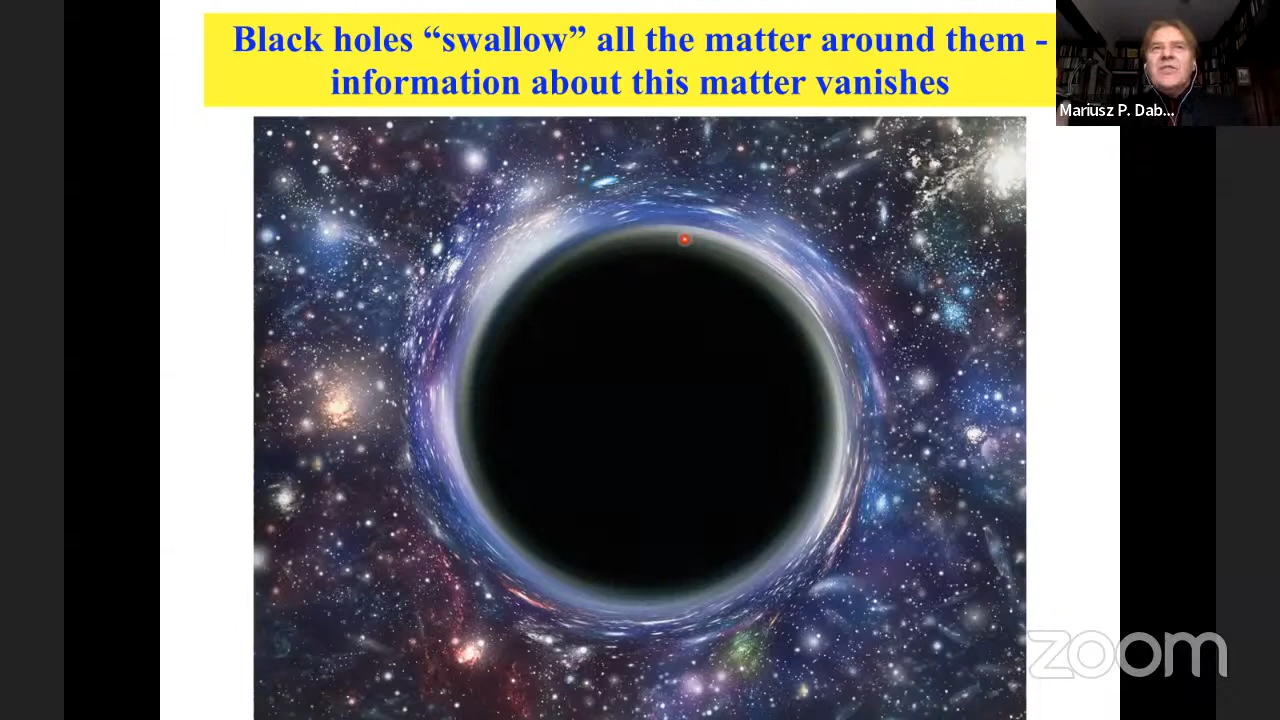 Black holes “swallow” all the matter around them -
information about this matter vanishes
Mariusz P. Dab...
zoom